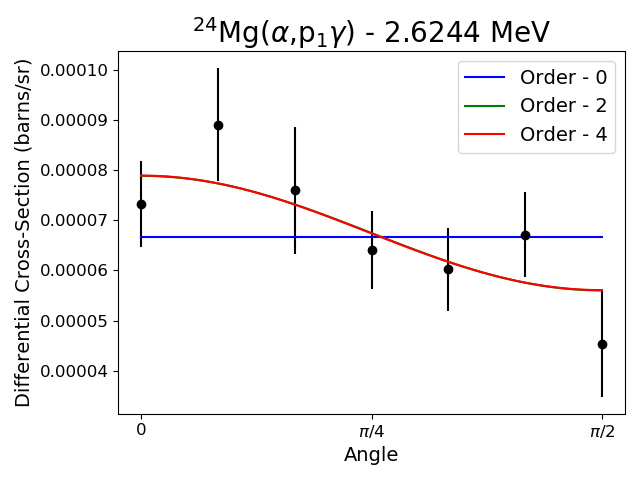 ²⁴Mg(α,p₁γ) - 2.6244 MeV
Differential Cross-Section (barns/sr)
0.00010
0.00009
0.00008
0.00007
0.00006
0.00005
0.00004
Order - 0
Order - 2
Order - 4
0
π/4
π/2
Angle